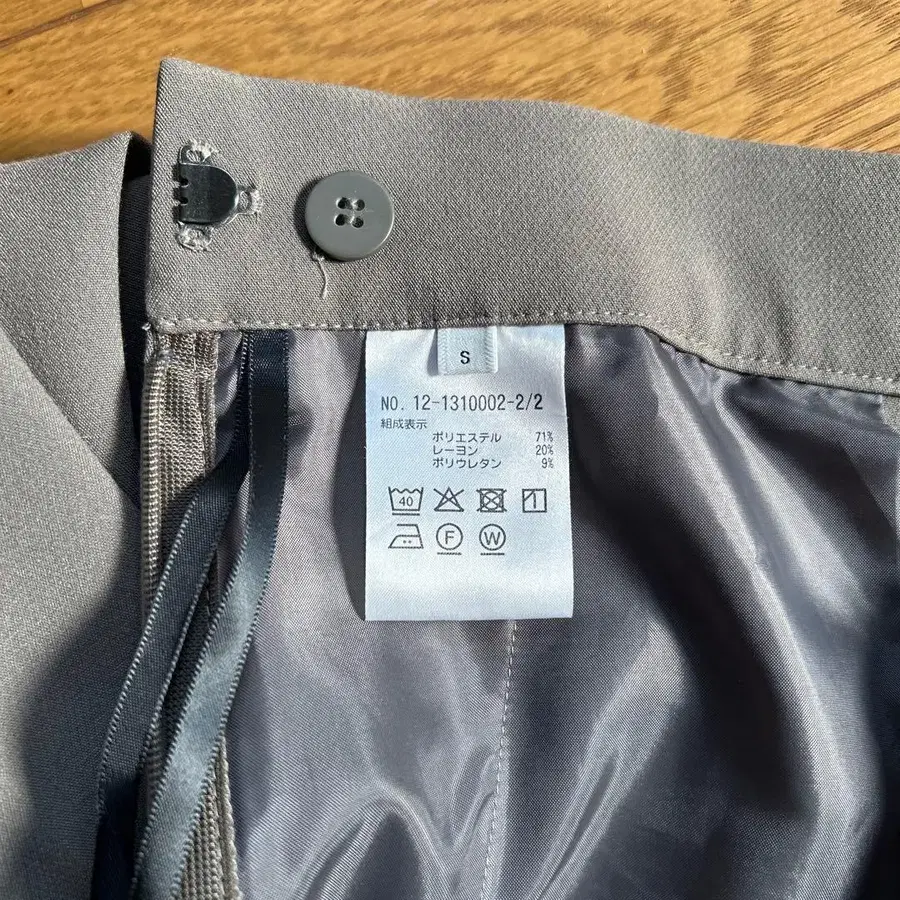 S
NO. 12-1310002-2/2
組成表示
ポリエステル 71%
レーヨン 20%
ポリウレタン 9%
40
F W